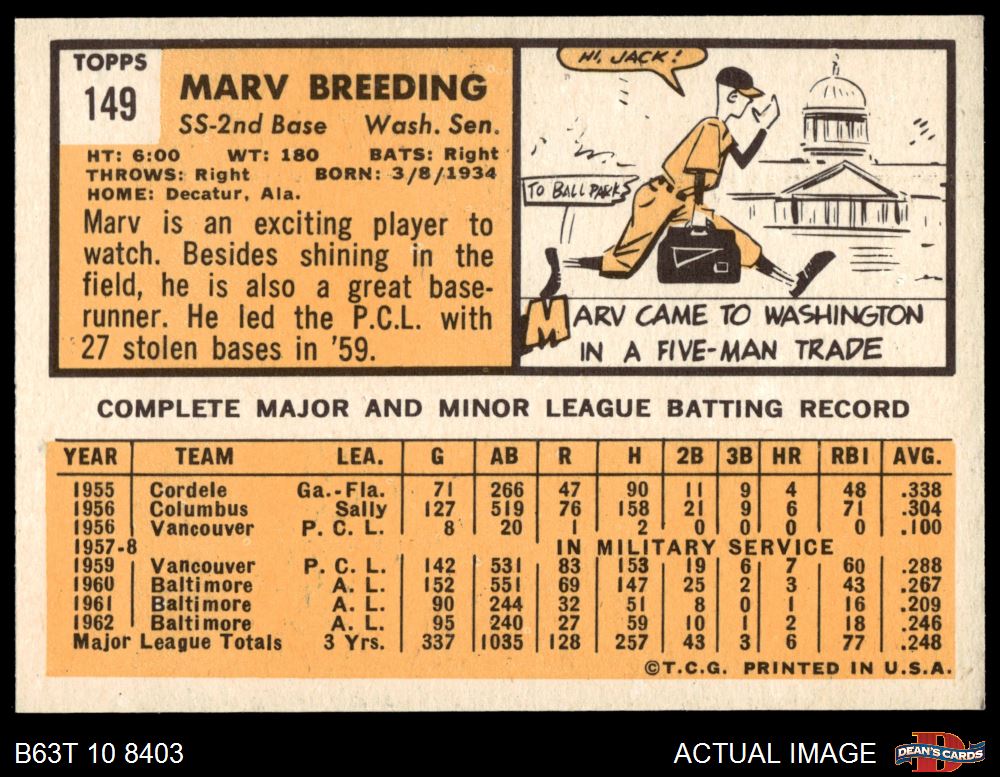 TOPPS
149
MARV BREEDING
SS-2nd Base Wash. Sen.
HT: 6:00 WT: 180 BATS: Right
THROWS: Right BORN: 3/8/1934
HOME: Decatur, Ala.
Marv is an exciting player to
watch. Besides shining in the
field, he is also a great base-
runner. He led the P.C.L. with
27 stolen bases in '59.
HI, JACK!
TO BALL PARK
MARV CAME TO WASHINGTON
IN A FIVE-MAN TRADE
COMPLETE MAJOR AND MINOR LEAGUE BATTING RECORD
YEAR TEAM LEA. G AB R H 2B 3B HR RBI AVG.
1955 Cordele Ga.-Fla. 71 266 47 90 11 9 4 48 .338
1956 Columbus Sally 127 519 76 158 21 9 6 71 .304
1956 Vancouver P. C. L. 8 20 1 2 0 0 0 0 .100
1957-8 IN MILITARY SERVICE
1959 Vancouver P. C. L. 142 531 83 153 19 6 7 60 .288
1960 Baltimore A. L. 152 551 69 147 25 2 3 43 .267
1961 Baltimore A. L. 90 244 32 51 8 0 1 16 .209
1962 Baltimore A. L. 95 240 27 59 10 1 2 18 .246
Major League Totals 3 Yrs. 337 1035 128 257 43 3 6 77 .248
©T.C.G. PRINTED IN U.S.A.
B63T 10 8403
ACTUAL IMAGE
DEAN'S CARDS